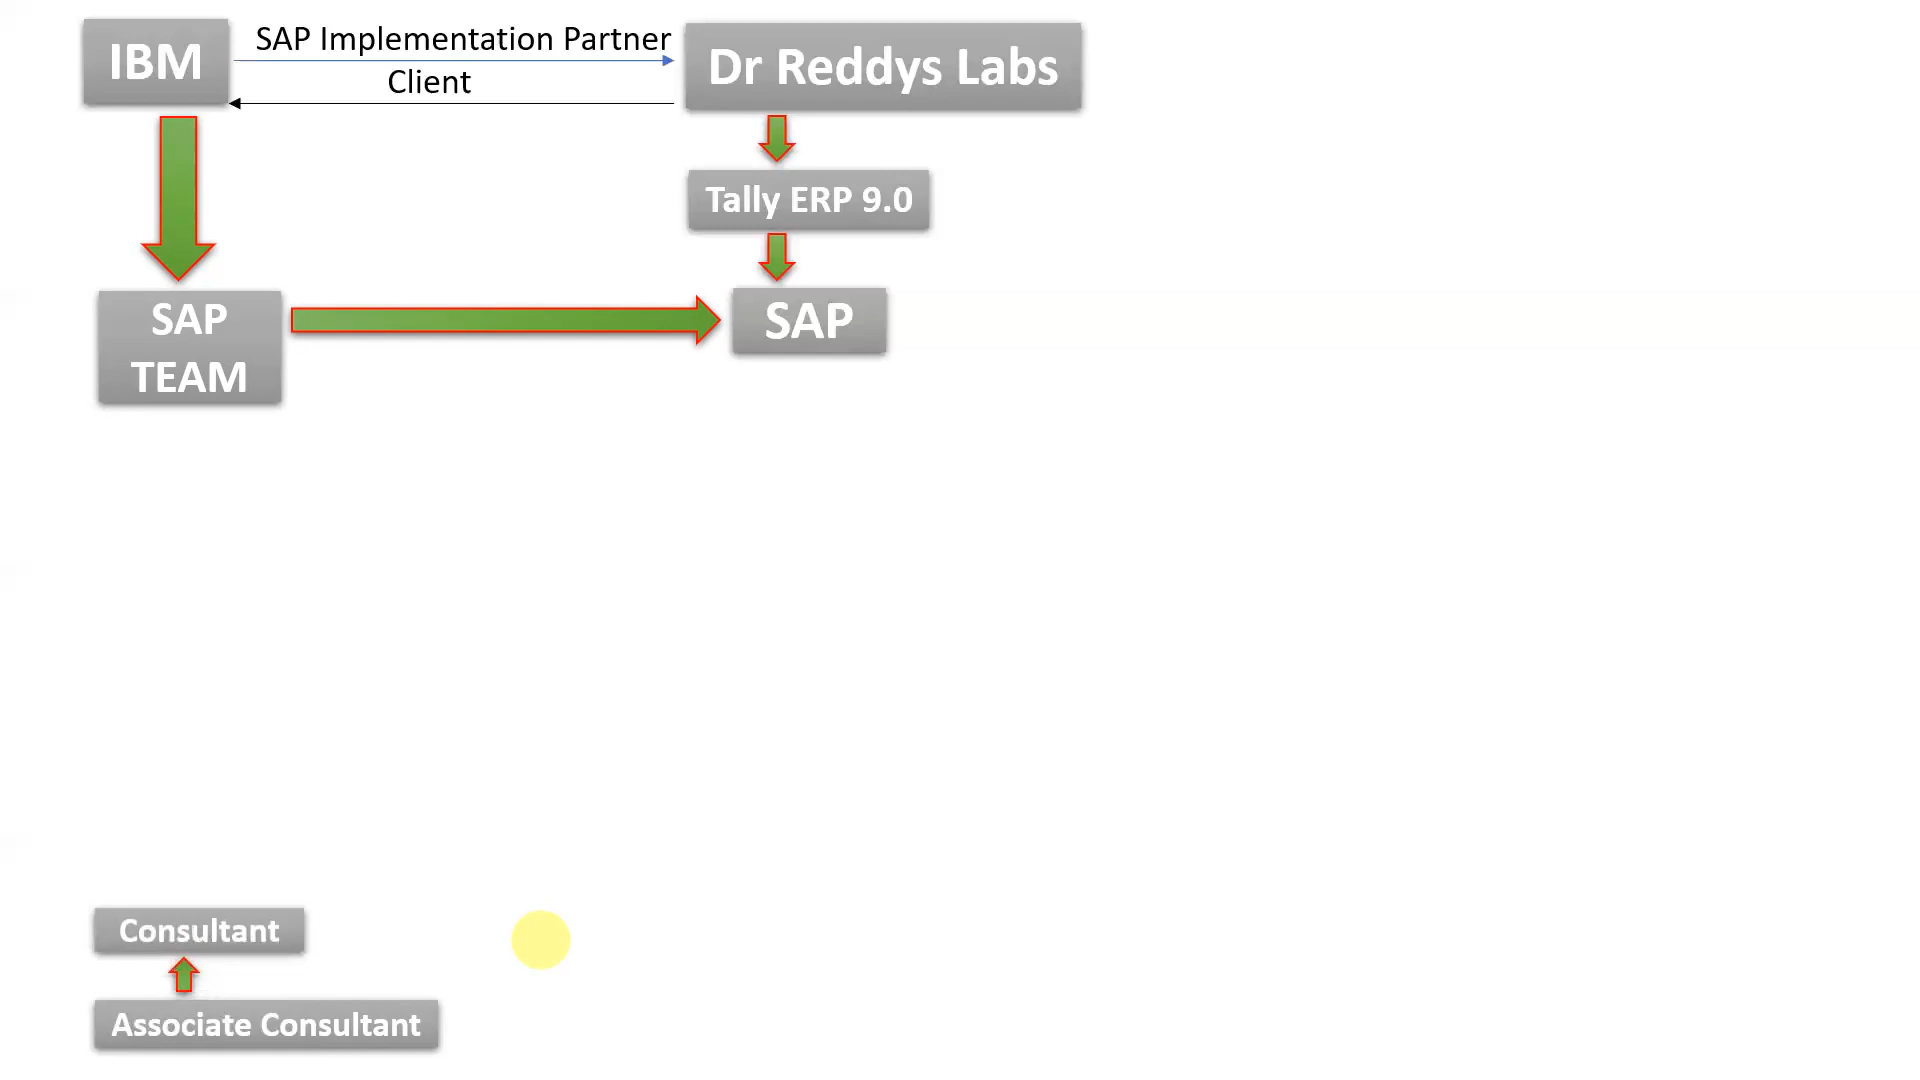 IBM
SAP Implementation Partner
Client
Dr Reddys Labs
Tally ERP 9.0
SAP
TEAM
SAP
Consultant
Associate Consultant